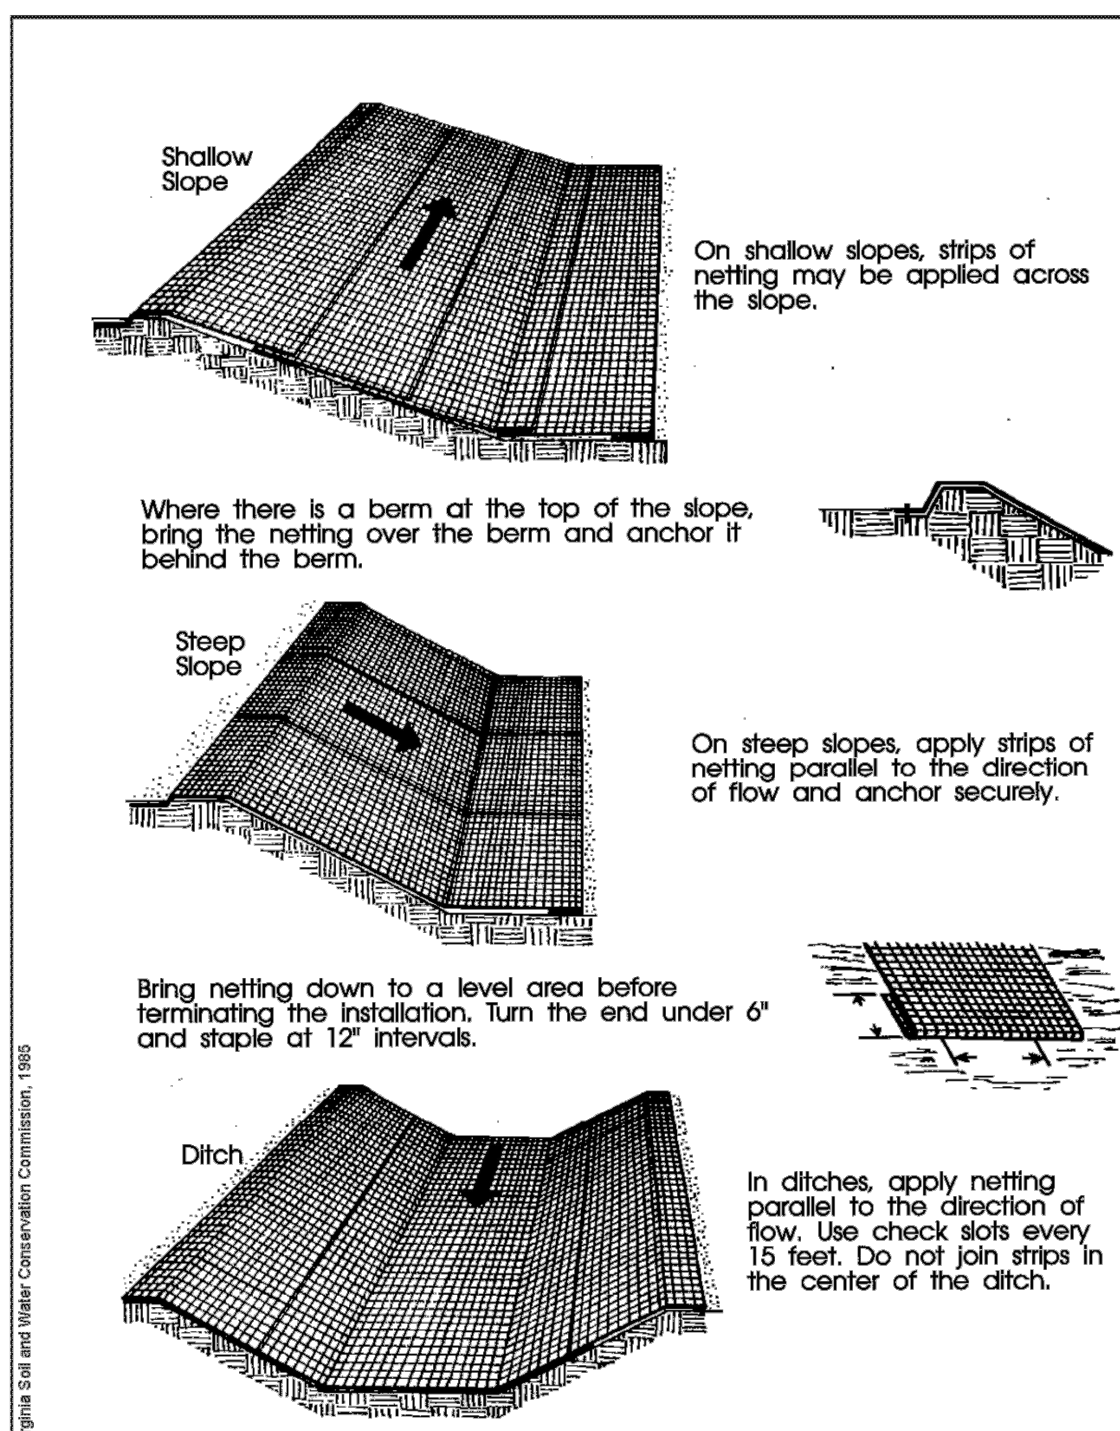 Shallow
Slope
On shallow slopes, strips of
netting may be applied across
the slope.
Where there is a berm at the top of the slope,
bring the netting over the berm and anchor it
behind the berm.
Steep
Slope
On steep slopes, apply strips of
netting parallel to the direction
of flow and anchor securely.
Bring netting down to a level area before
terminating the installation. Turn the end under 6"
and staple at 12" intervals.
Ditch
In ditches, apply netting
parallel to the direction of
flow. Use check slots every
15 feet. Do not join strips in
the center of the ditch.
rginia Soil and Water Conservation Commission, 1985